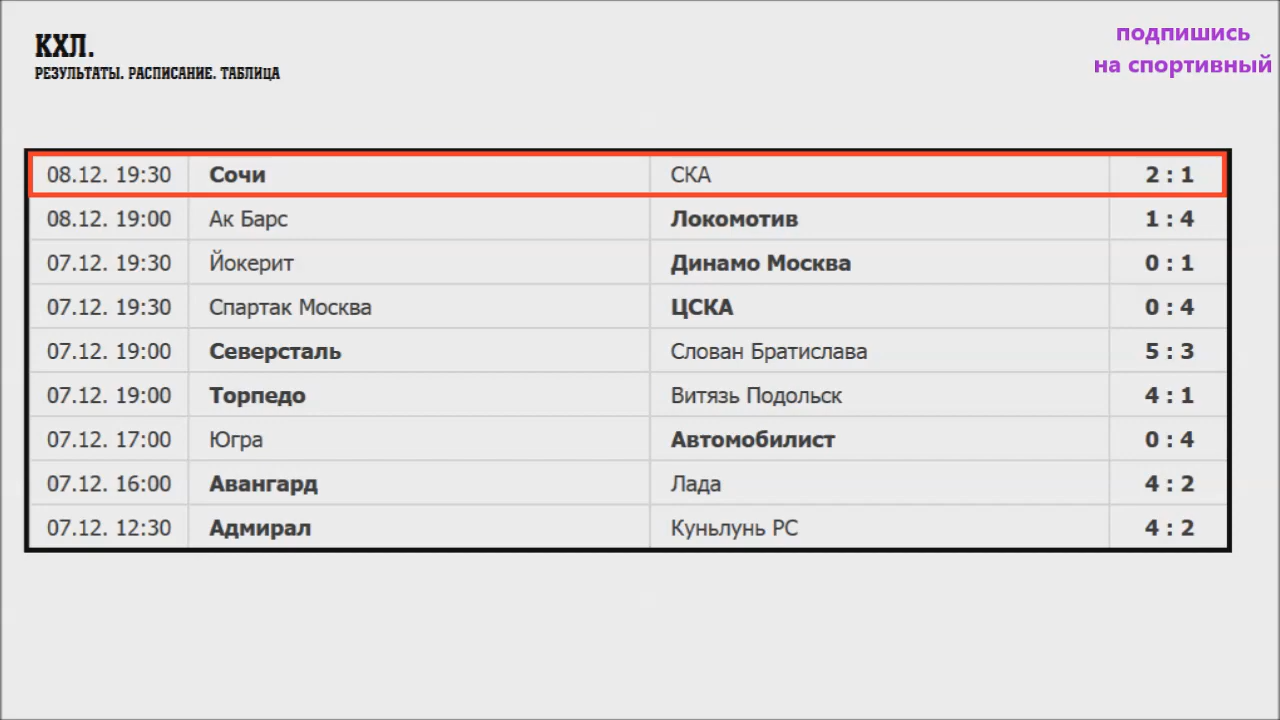 КХЛ.
РЕЗУЛЬТАТЫ. РАСПИСАНИЕ. ТАБЛИЦА
подпишись
на спортивный
08.12. 19:30 Сочи СКА 2 : 1
08.12. 19:00 Ак Барс Локомотив 1 : 4
07.12. 19:30 Йокерит Динамо Москва 0 : 1
07.12. 19:30 Спартак Москва ЦСКА 0 : 4
07.12. 19:00 Северсталь Слован Братислава 5 : 3
07.12. 19:00 Торпедо Витязь Подольск 4 : 1
07.12. 17:00 Югра Автомобилист 0 : 4
07.12. 16:00 Авангард Лада 4 : 2
07.12. 12:30 Адмирал Куньлунь РС 4 : 2